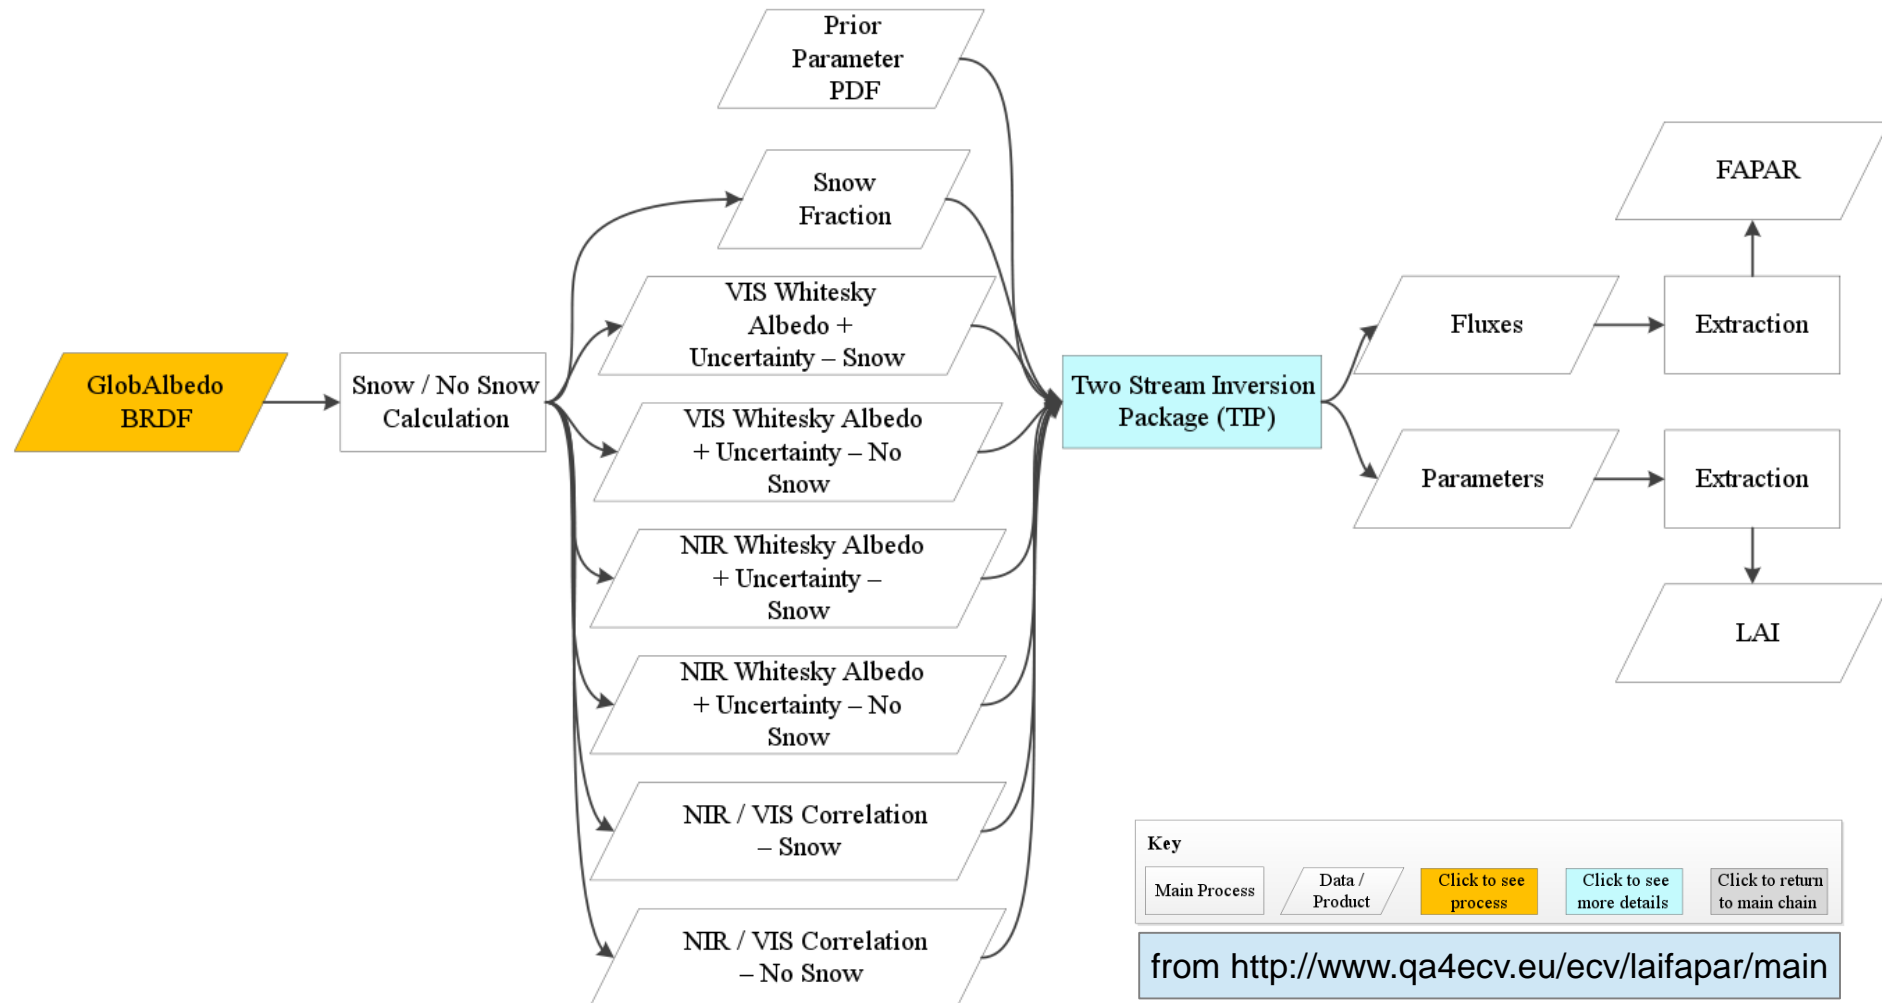 Prior
Parameter
PDF
Snow
Fraction
VIS Whitesky
Albedo +
Uncertainty – Snow
GlobAlbedo
BRDF
Snow / No Snow
Calculation
VIS Whitesky Albedo
+ Uncertainty – No
Snow
NIR Whitesky Albedo
+ Uncertainty –
Snow
NIR Whitesky Albedo
+ Uncertainty – No
Snow
NIR / VIS Correlation
– Snow
NIR / VIS Correlation
– No Snow
Two Stream Inversion
Package (TIP)
Fluxes
Extraction
FAPAR
Parameters
Extraction
LAI
Key
Main Process
Data /
Product
Click to see
process
Click to see
more details
Click to return
to main chain
from http://www.qa4ecv.eu/ecv/laifapar/main